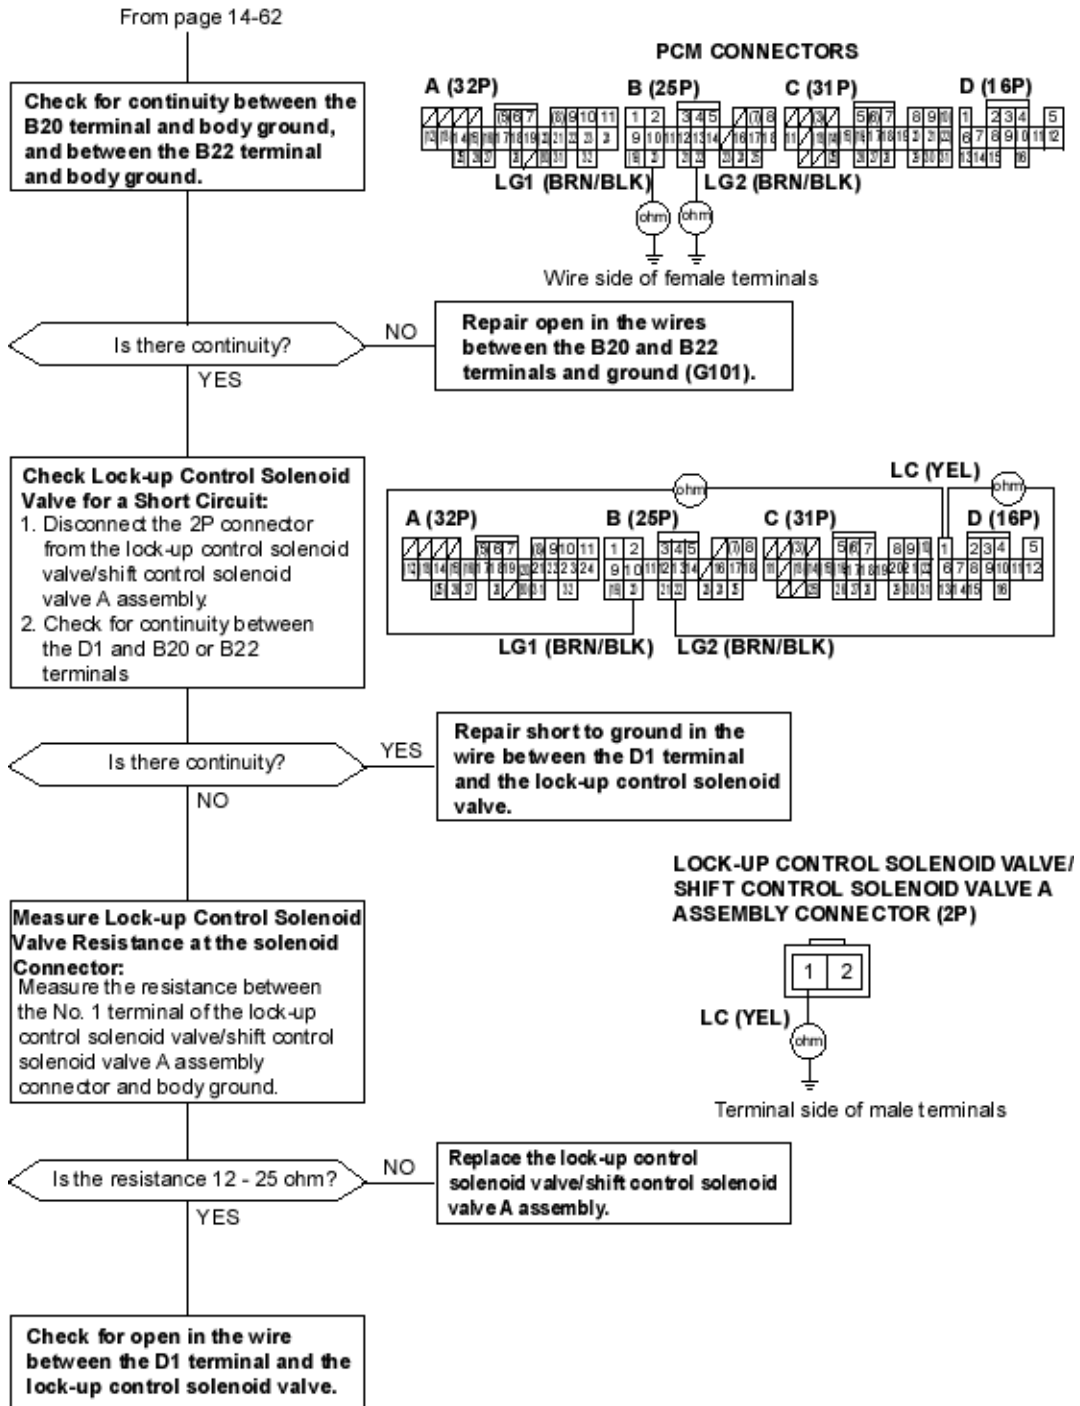 From page 14-62
PCM CONNECTORS
A (32P) B (25P) C (31P) D (16P)
Check for continuity between the
B20 terminal and body ground,
and between the B22 terminal
and body ground.
LG1 (BRN/BLK) LG2 (BRN/BLK)
ohm ohm
Wire side of female terminals
Is there continuity?
NO
YES
Repair open in the wires
between the B20 and B22
terminals and ground (G101).
Check Lock-up Control Solenoid
Valve for a Short Circuit:
1. Disconnect the 2P connector
from the lock-up control solenoid
valve/shift control solenoid
valve A assembly.
2. Check for continuity between
the D1 and B20 or B22
terminals
LC (YEL)
ohm ohm
A (32P) B (25P) C (31P) D (16P)
LG1 (BRN/BLK) LG2 (BRN/BLK)
Is there continuity?
YES
NO
Repair short to ground in the
wire between the D1 terminal
and the lock-up control solenoid
valve.
LOCK-UP CONTROL SOLENOID VALVE/
SHIFT CONTROL SOLENOID VALVE A
ASSEMBLY CONNECTOR (2P)
1 2
LC (YEL)
ohm
Terminal side of male terminals
Measure Lock-up Control Solenoid
Valve Resistance at the solenoid
Connector:
Measure the resistance between
the No. 1 terminal of the lock-up
control solenoid valve/shift control
solenoid valve A assembly
connector and body ground.
Is the resistance 12 - 25 ohm?
NO
YES
Replace the lock-up control
solenoid valve/shift control solenoid
valve A assembly.
Check for open in the wire
between the D1 terminal and the
lock-up control solenoid valve.